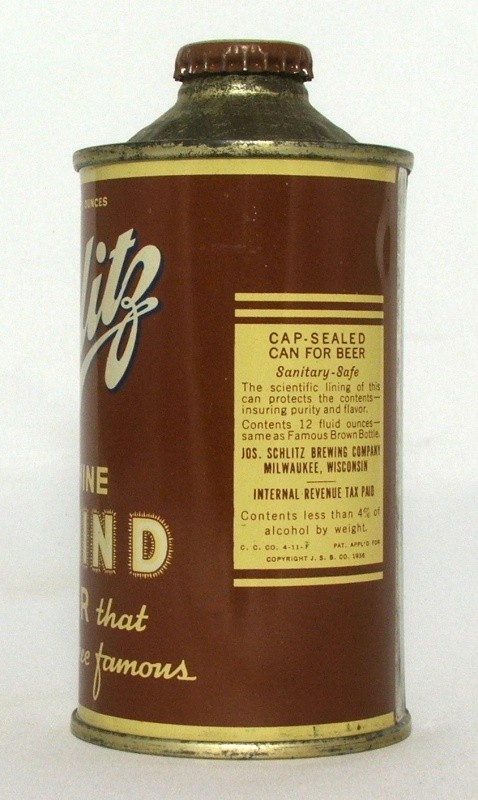 OUNCES
litz
INE
IND
R that
ee famous
CAP-SEALED
CAN FOR BEER
Sanitary-Safe
The scientific lining of this
can protects the contents—
insuring purity and flavor.
Contents 12 fluid ounces—
same as Famous Brown Bottle.
JOS. SCHLITZ BREWING COMPANY
MILWAUKEE, WISCONSIN
INTERNAL REVENUE TAX PAID
Contents less than 4% of
alcohol by weight.
C. C. CO. 4-11-F PAT. APPL'D FOR
COPYRIGHT J. S. B. CO. 1938